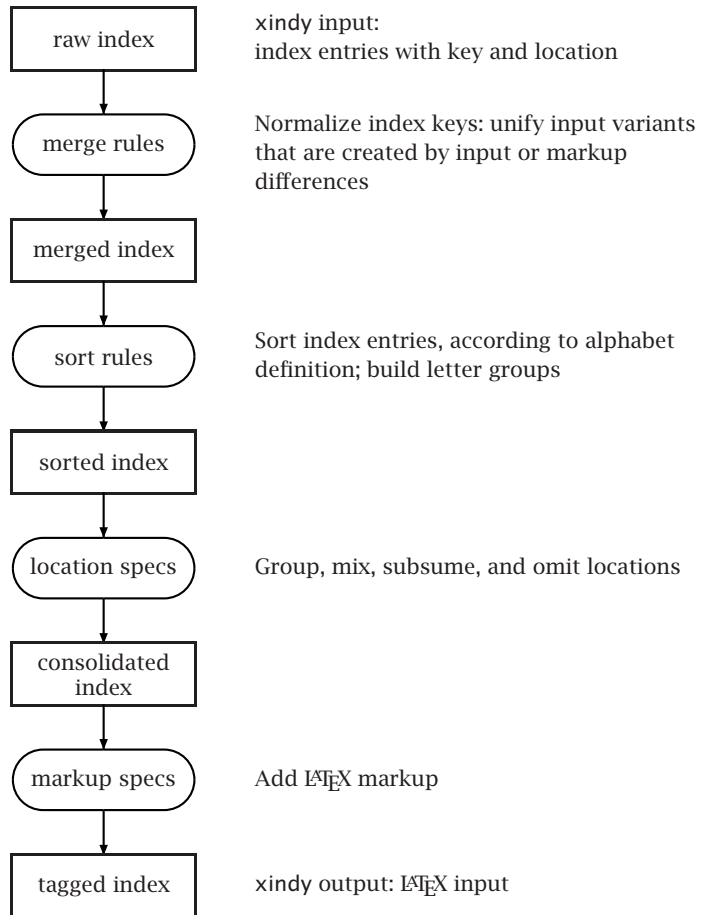 raw index
xindy input:
index entries with key and location
merge rules
Normalize index keys: unify input variants
that are created by input or markup
differences
merged index
sort rules
Sort index entries, according to alphabet
definition; build letter groups
sorted index
location specs
Group, mix, subsume, and omit locations
consolidated
index
markup specs
Add LATEX markup
tagged index
xindy output: LATEX input